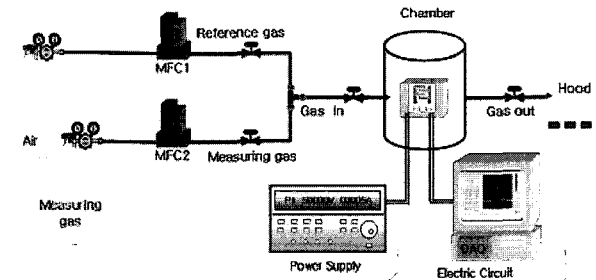 Chamber
Reference gas
MFC1
Hood
Gas in
Gas out
Air
MFC2
Measuring gas
Measuring
gas
DAQ
Power Supply
Electric Circuit